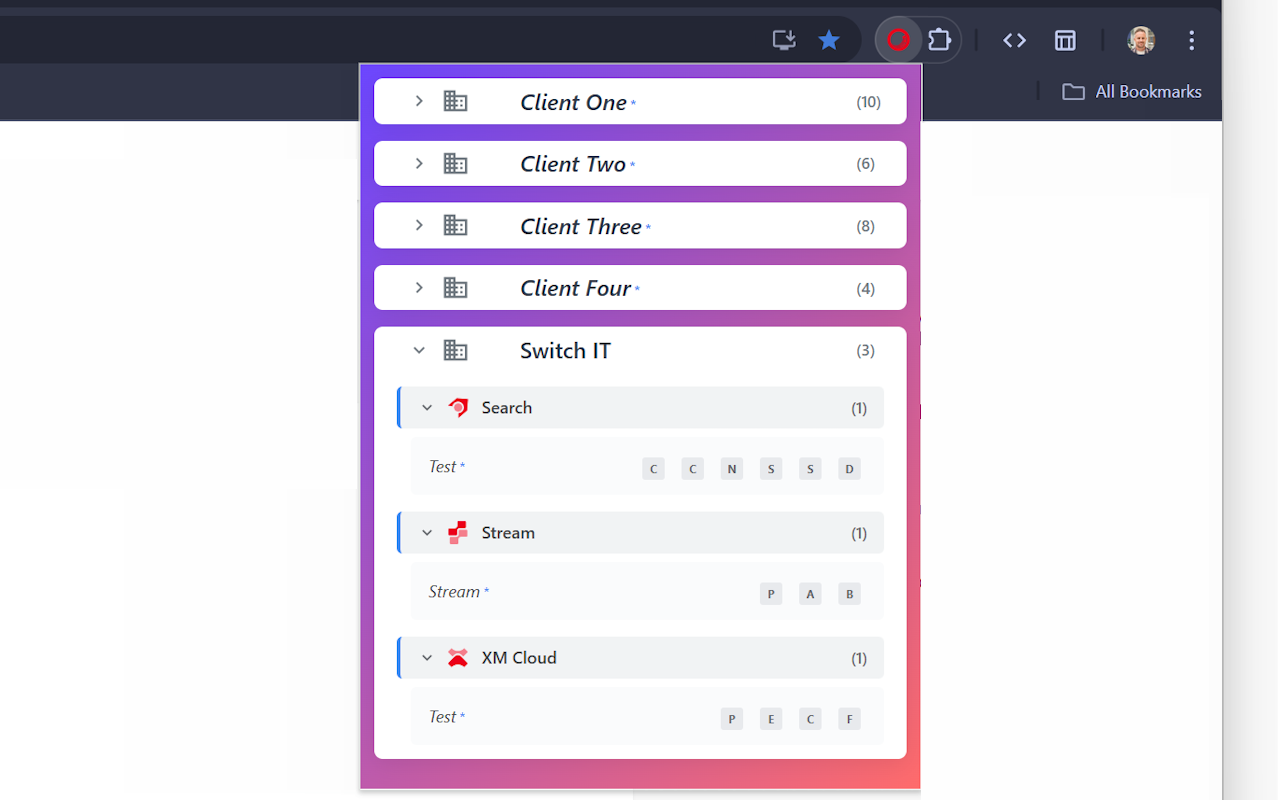 All Bookmarks
Client One * (10)
Client Two * (6)
Client Three * (8)
Client Four * (4)
Switch IT (3)
Search (1)
Test * C C N S S D
Stream (1)
Stream * P A B
XM Cloud (1)
Test * P E C F